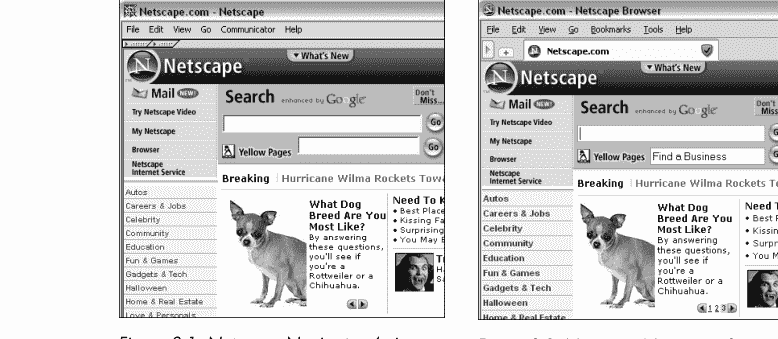 Netscape.com - Netscape
File Edit View Go Communicator Help
What's New
Netscape
Mail NEW!
Try Netscape Video
My Netscape
Browser
Netscape
Internet Service
Search enhanced by Google
Don't
Miss...
Go
Yellow Pages
Go
Breaking Hurricane Wilma Rockets Towa
Autos
Careers & Jobs
Celebrity
Community
Education
Fun & Games
Gadgets & Tech
Halloween
Home & Real Estate
Love & Personals
What Dog
Breed Are You
Most Like?
By answering
these questions,
you'll see if
you're a
Rottweiler or a
Chihuahua.
Need To K
• Best Place
• Kissing Fa
• Surprising
• You May E
Netscape.com - Netscape Browser
File Edit View Go Bookmarks Tools Help
Netscape.com
What's New
Netscape
Mail NEW!
Try Netscape Video
My Netscape
Browser
Netscape
Internet Service
Search enhanced by Google
Don't
Miss
Yellow Pages Find a Business
Breaking Hurricane Wilma Rockets T
Autos
Careers & Jobs
Celebrity
Community
Education
Fun & Games
Gadgets & Tech
Halloween
Home & Real Estate
What Dog
Breed Are You
Most Like?
By answering
these questions,
you'll see if
you're a
Rottweiler or a
Chihuahua.
1 2 3
Need T
• Best F
• Kissin
• Surpr
• You M